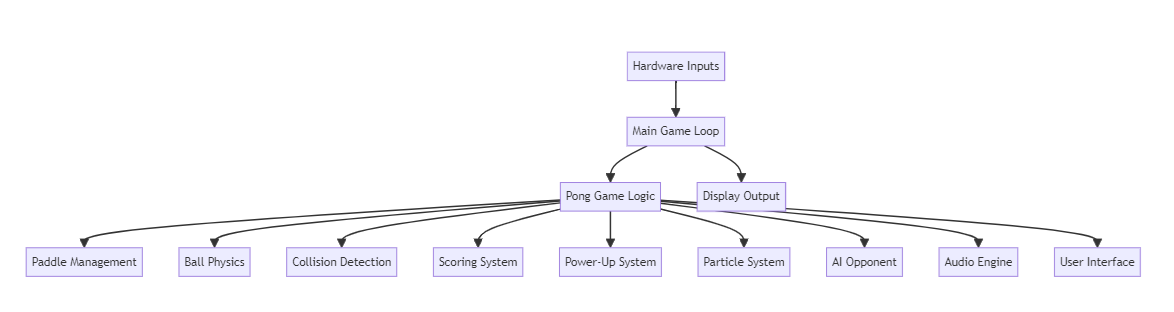 Hardware Inputs
Main Game Loop
Pong Game Logic
Display Output
Paddle Management
Ball Physics
Collision Detection
Scoring System
Power-Up System
Particle System
AI Opponent
Audio Engine
User Interface